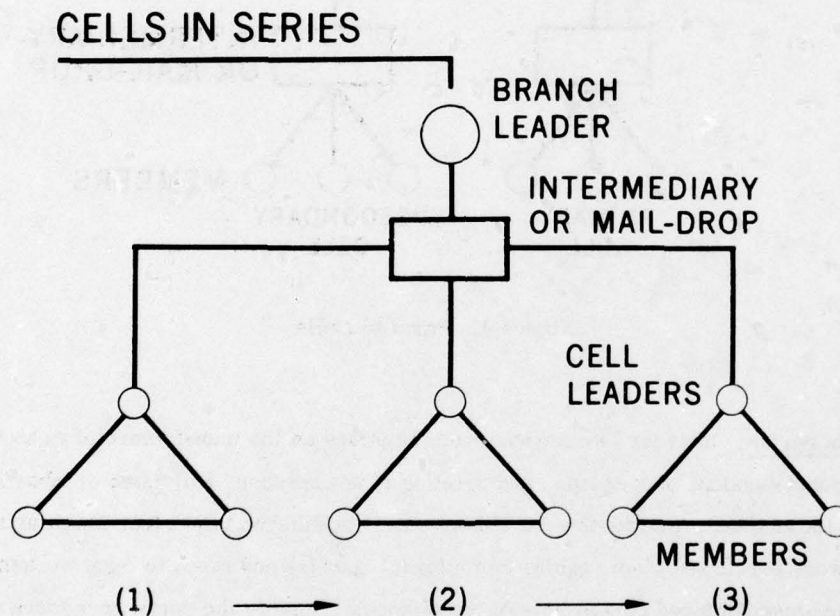 CELLS IN SERIES
BRANCH
LEADER
INTERMEDIARY
OR MAIL-DROP
CELL
LEADERS
MEMBERS
(1) (2) (3)